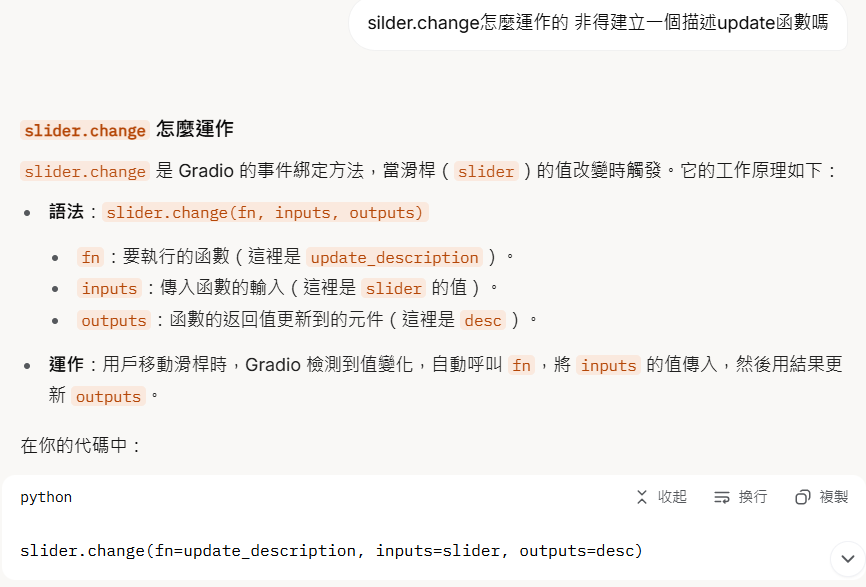 silder.change怎麼運作的 非得建立一個描述update函數嗎
slider.change 怎麼運作
slider.change 是 Gradio 的事件綁定方法，當滑桿（ slider ）的值改變時觸發。它的工作原理如下：
• 語法：slider.change(fn, inputs, outputs)
• fn：要執行的函數（這裡是 update_description ）。
• inputs：傳入函數的輸入（這裡是 slider 的值）。
• outputs：函數的返回值更新到的元件（這裡是 desc ）。
• 運作：用戶移動滑桿時，Gradio 檢測到值變化，自動呼叫 fn，將 inputs 的值傳入，然後用結果更
新 outputs。
在你的代碼中：
python 收起 換行 複製
slider.change(fn=update_description, inputs=slider, outputs=desc)